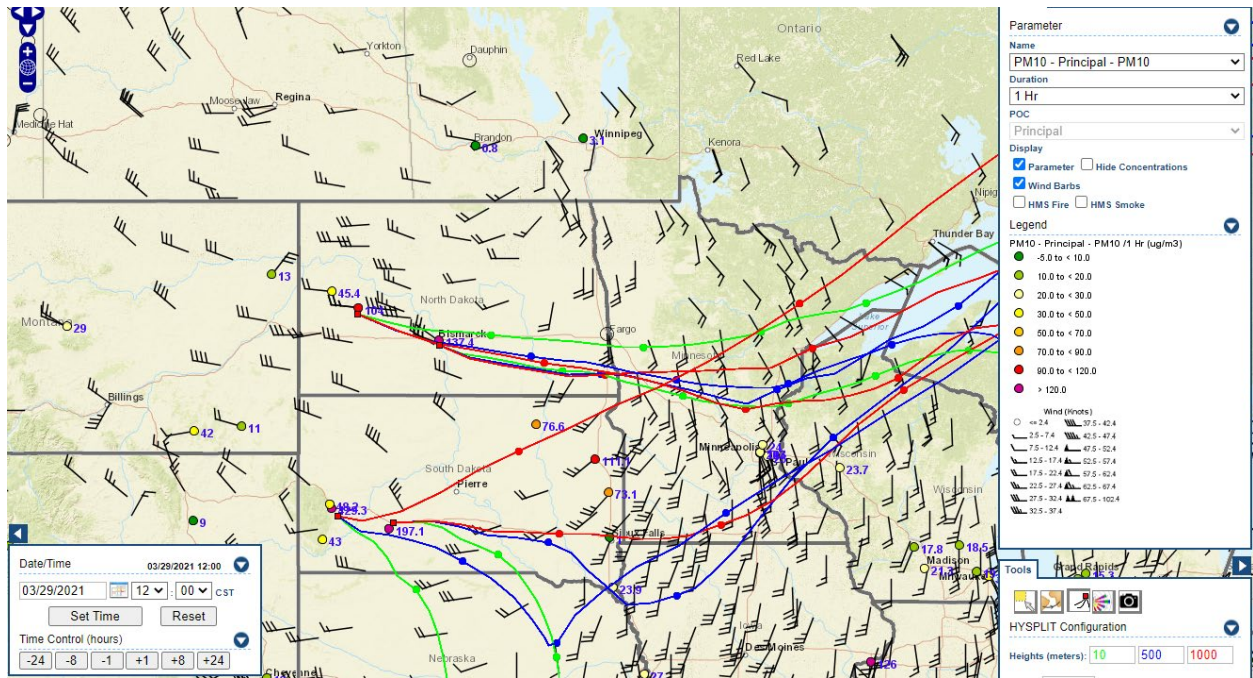 Ontario
Yorkton
Dauphin
Red Lake
Moose Jaw
Regina
Medicine Hat
Brandon
0.8
3.1
Winnipeg
Kenora
Nipig
Thunder Bay
13
45.4
North Dakota
Montana
29
Bismarck
137.4
Fargo
Lake
Superior
Minnesota
Billings
42
11
76.6
Minneapolis
Paul
Wisconsin
111.1
23.7
South Dakota
Pierre
73.1
Wisconsin
9
197.1
43
Sioux Falls
17.8
18.5
Madison
Milwaukee
Grand Rapids
15.3
23.9
Iowa
Des Moines
Nebraska
Cheyenne
27
Parameter
Name
PM10 - Principal - PM10
Duration
1 Hr
POC
Principal
Display
Parameter Hide Concentrations
Wind Barbs
HMS Fire HMS Smoke
Legend
PM10 - Principal - PM10 /1 Hr (ug/m3)
-5.0 to < 10.0
10.0 to < 20.0
20.0 to < 30.0
30.0 to < 50.0
50.0 to < 70.0
70.0 to < 90.0
90.0 to < 120.0
> 120.0
Wind (Knots)
<= 2.4 37.5 - 42.4
2.5 - 7.4 42.5 - 47.4
7.5 - 12.4 47.5 - 52.4
12.5 - 17.4 52.5 - 57.4
17.5 - 22.4 57.5 - 62.4
22.5 - 27.4 62.5 - 67.4
27.5 - 32.4 67.5 - 102.4
32.5 - 37.4
Tools
HYSPLIT Configuration
Heights (meters): 10 500 1000
Date/Time 03/29/2021 12:00
03/29/2021 12 : 00 CST
Set Time Reset
Time Control (hours)
-24 -8 -1 +1 +8 +24